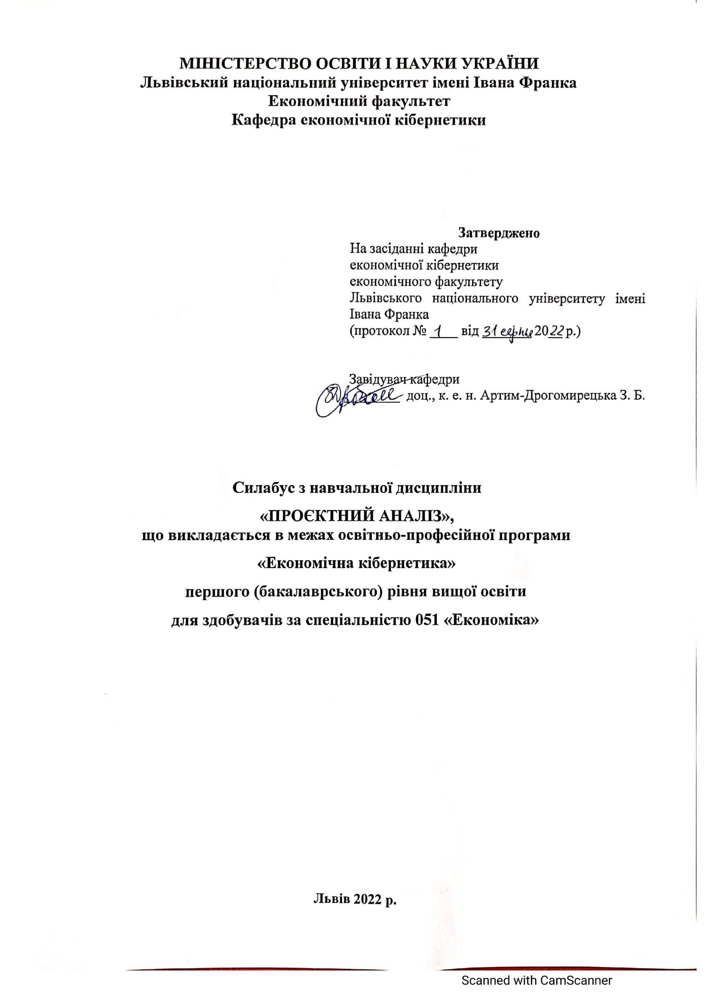 МІНІСТЕРСТВО ОСВІТИ І НАУКИ УКРАЇНИ
Львівський національний університет імені Івана Франка
Економічний факультет
Кафедра економічної кібернетики
Затверджено
На засіданні кафедри
економічної кібернетики
економічного факультету
Львівського національного університету імені
Івана Франка
(протокол № 1 від 31 серпня 2022 р.)
Завідувач кафедри
доц., к. е. н. Артим-Дрогомирецька З. Б.
Силабус з навчальної дисципліни
«ПРОЄКТНИЙ АНАЛІЗ»,
що викладається в межах освітньо-професійної програми
«Економічна кібернетика»
першого (бакалаврського) рівня вищої освіти
для здобувачів за спеціальністю 051 «Економіка»
Львів 2022 р.
Scanned with CamScanner